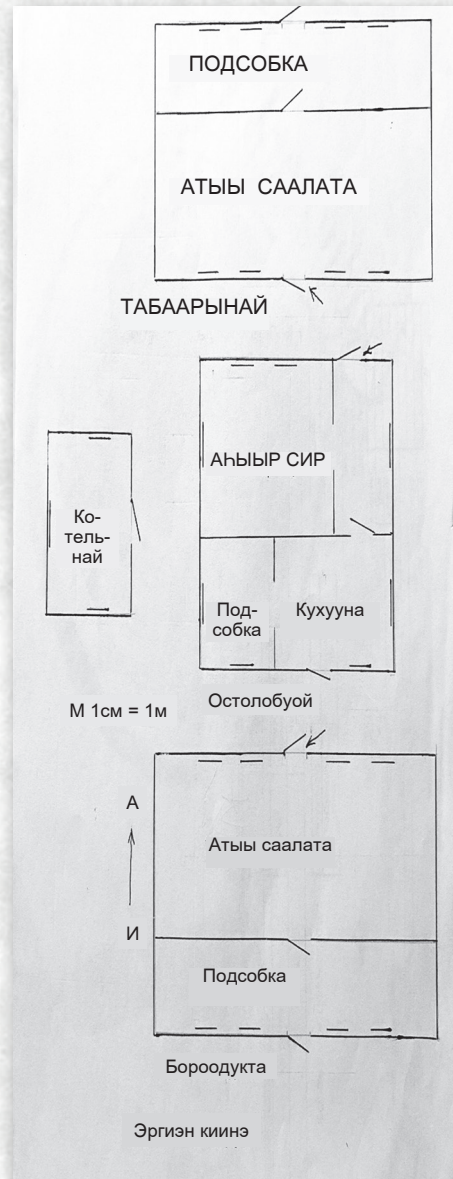 ПОДСОБКА
АТЫЫ СААЛАТА
ТАБААРЫНАЙ
АҺЫЫР СИР
Ко-
тель-
най
Под-
собка
Кухууна
Остолобуой
М 1см = 1м
А
Атыы саалата
И
Подсобка
Бороодукта
Эргиэн киинэ